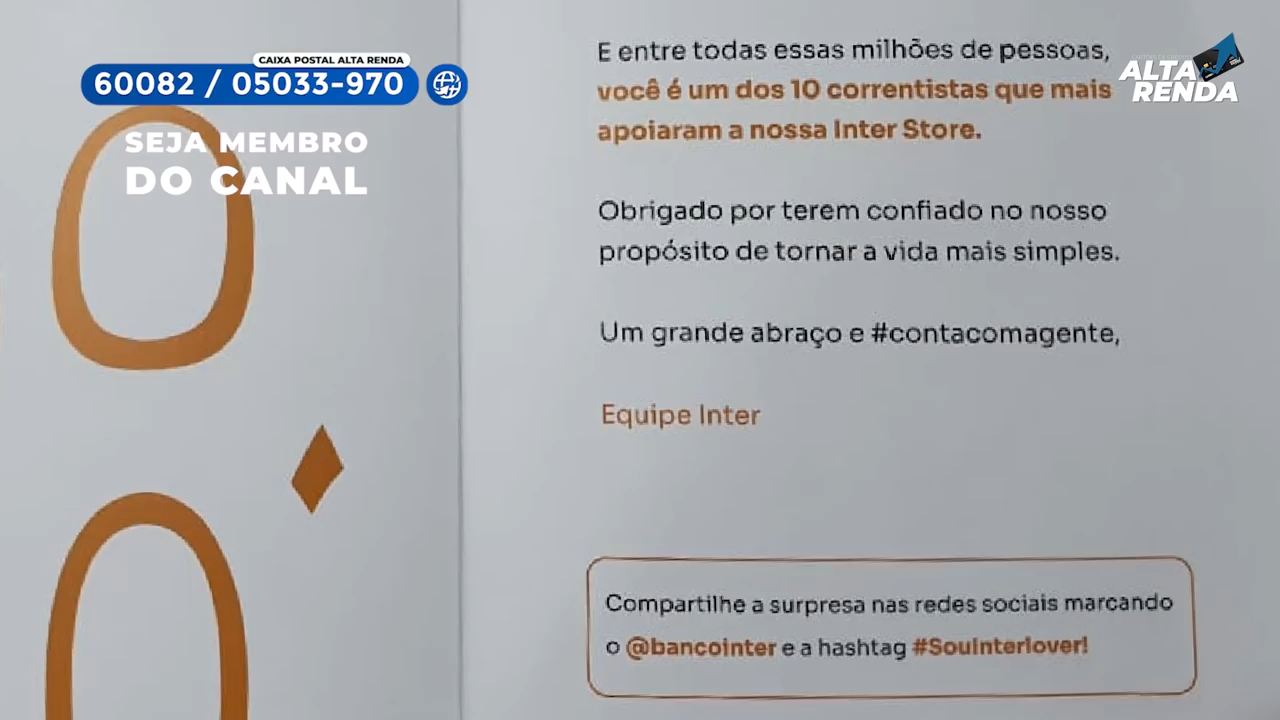 CAIXA POSTAL ALTA RENDA
60082 / 05033-970
SEJA MEMBRO
DO CANAL
ALTA
RENDA
E entre todas essas milhões de pessoas,
você é um dos 10 correntistas que mais
apoiaram a nossa Inter Store.
Obrigado por terem confiado no nosso
propósito de tornar a vida mais simples.
Um grande abraço e #contacomagente,
Equipe Inter
Compartilhe a surpresa nas redes sociais marcando
o @bancointer e a hashtag #SouInterlover!